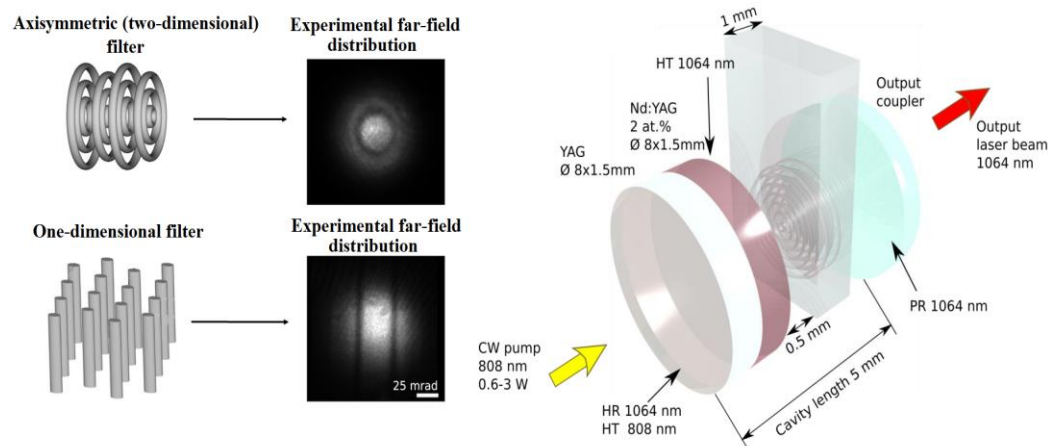 Axisymmetric (two-dimensional)
filter
Experimental far-field
distribution
One-dimensional filter
Experimental far-field
distribution
25 mrad
1 mm
HT 1064 nm
Nd:YAG
2 at.%
Ø 8x1.5mm
YAG
Ø 8x1.5mm
Output
coupler
Output
laser beam
1064 nm
PR 1064 nm
0.5 mm
Cavity length 5 mm
CW pump
808 nm
0.6-3 W
HR 1064 nm
HT 808 nm